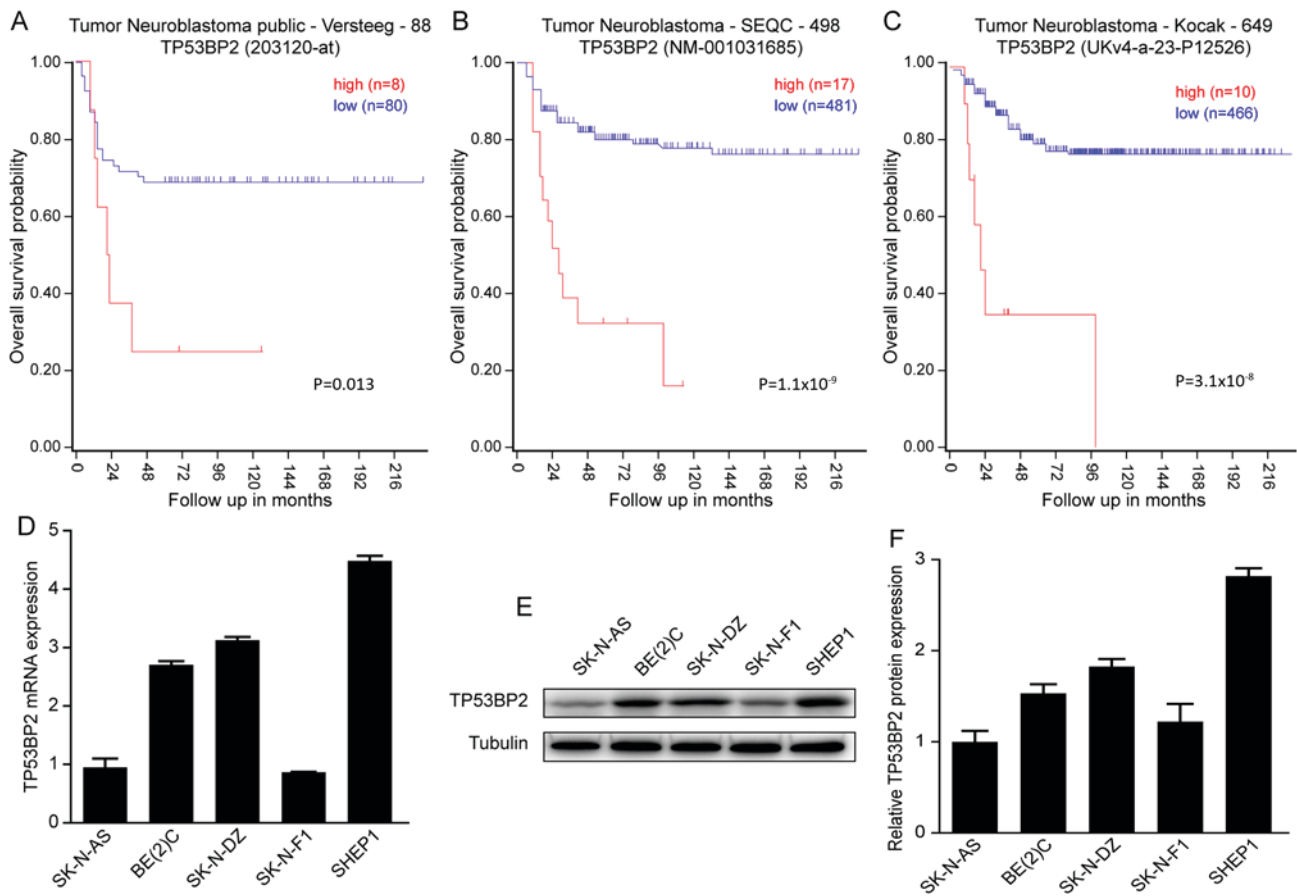 A
Tumor Neuroblastoma public - Versteeg - 88
TP53BP2 (203120-at)
Overall survival probability
1.00
0.80
0.60
0.40
0.20
0.00
high (n=8)
low (n=80)
P=0.013
0 24 48 72 96 120 144 168 192 216
Follow up in months
B
Tumor Neuroblastoma - SEQC - 498
TP53BP2 (NM-001031685)
Overall survival probability
1.00
0.80
0.60
0.40
0.20
0.00
high (n=17)
low (n=481)
P=1.1x10⁻⁹
0 24 48 72 96 120 144 168 192 216
Follow up in months
C
Tumor Neuroblastoma - Kocak - 649
TP53BP2 (UKv4-a-23-P12526)
Overall survival probability
1.00
0.80
0.60
0.40
0.20
0.00
high (n=10)
low (n=466)
P=3.1x10⁻⁸
0 24 48 72 96 120 144 168 192 216
Follow up in months
D
TP53BP2 mRNA expression
5
4
3
2
1
0
SK-N-AS BE(2)C SK-N-DZ SK-N-F1 SHEP1
E
SK-N-AS BE(2)C SK-N-DZ SK-N-F1 SHEP1
TP53BP2
Tubulin
F
Relative TP53BP2 protein expression
3
2
1
0
SK-N-AS BE(2)C SK-N-DZ SK-N-F1 SHEP1